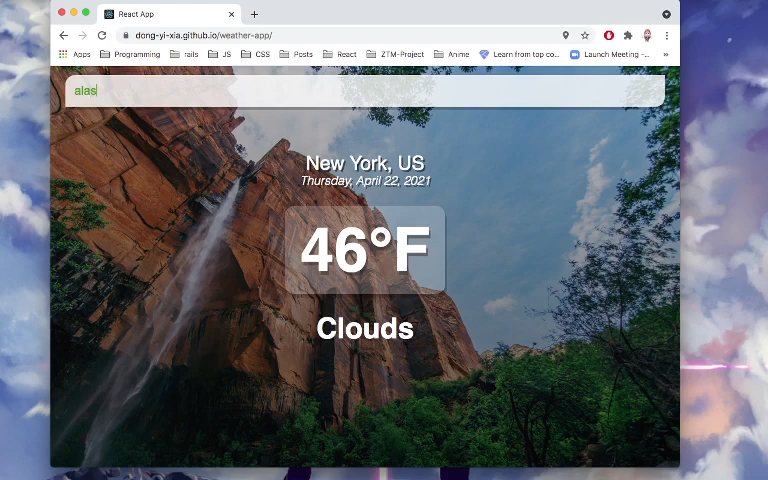 React App
dong-yi-xia.github.io/weather-app/
Apps Programming rails JS CSS Posts React ZTM-Project Anime Learn from top co... Launch Meeting -... »
alas
New York, US
Thursday, April 22, 2021
46°F
Clouds